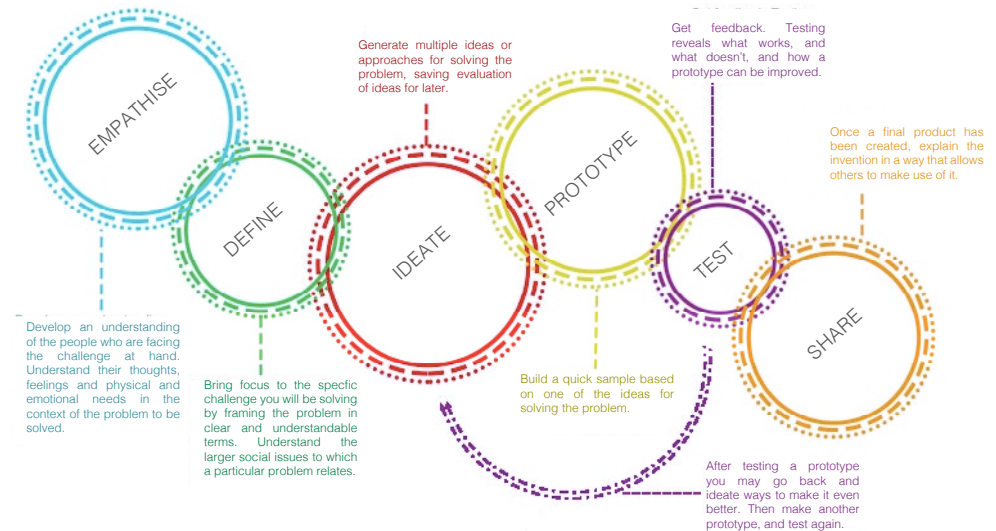 EMPATHISE
Develop an understanding
of the people who are facing
the challenge at hand.
Understand their thoughts,
feelings and physical and
emotional needs in the
context of the problem to be
solved.
DEFINE
Bring focus to the specfic
challenge you will be solving
by framing the problem in
clear and understandable
terms. Understand the
larger social issues to which
a particular problem relates.
Generate multiple ideas or
approaches for solving the
problem, saving evaluation
of ideas for later.
IDEATE
PROTOTYPE
Build a quick sample based
on one of the ideas for
solving the problem.
Get feedback. Testing
reveals what works, and
what doesn't, and how a
prototype can be improved.
TEST
After testing a prototype
you may go back and
ideate ways to make it even
better. Then make another
prototype, and test again.
Once a final product has
been created, explain the
invention in a way that allows
others to make use of it.
SHARE